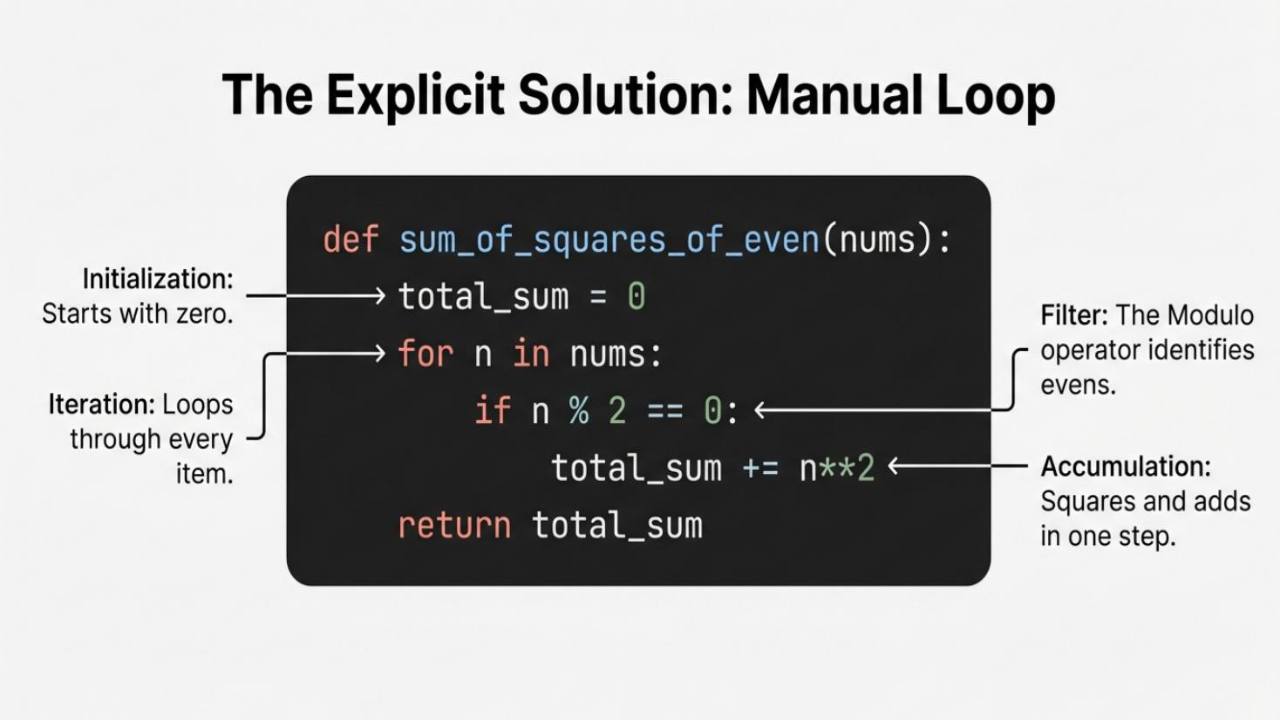 The Explicit Solution: Manual Loop
def sum_of_squares_of_even(nums):
total_sum = 0
for n in nums:
if n % 2 == 0:
total_sum += n**2
return total_sum
Initialization:
Starts with zero.
Iteration: Loops
through every
item.
Filter: The Modulo
operator identifies
evens.
Accumulation:
Squares and adds
in one step.